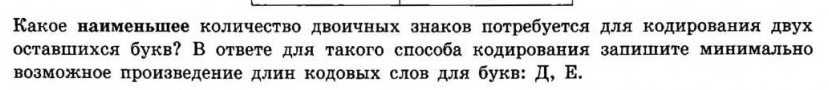 Какое наименьшее количество двоичных знаков потребуется для кодирования двух
оставшихся букв? В ответе для такого способа кодирования запишите минимально
возможное произведение длин кодовых слов для букв: Д, Е.